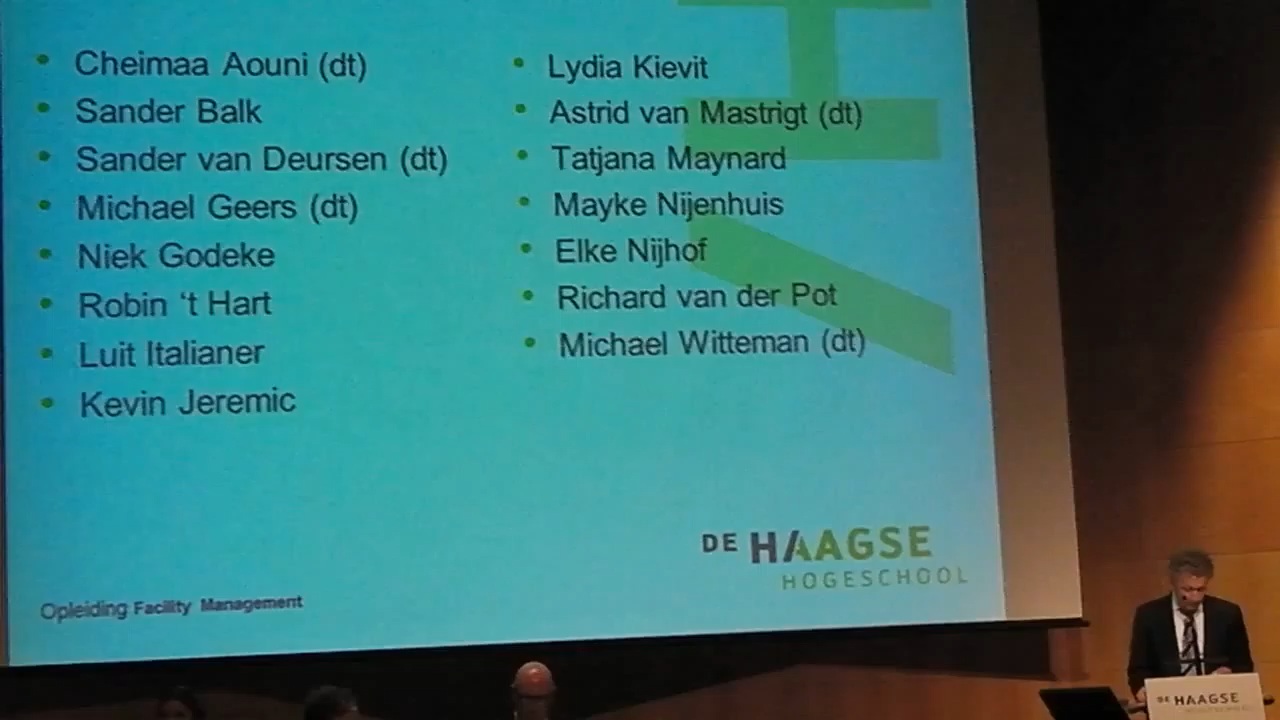 Cheimaa Aouni (dt)
Sander Balk
Sander van Deursen (dt)
Michael Geers (dt)
Niek Godeke
Robin ‘t Hart
Luit Italianer
Kevin Jeremic
Lydia Kievit
Astrid van Mastrigt (dt)
Tatjana Maynard
Mayke Nijenhuis
Elke Nijhof
Richard van der Pot
Michael Witteman (dt)
DE HAAGSE
HOGESCHOOL
Opleiding Facility Management
DE HAAGSE